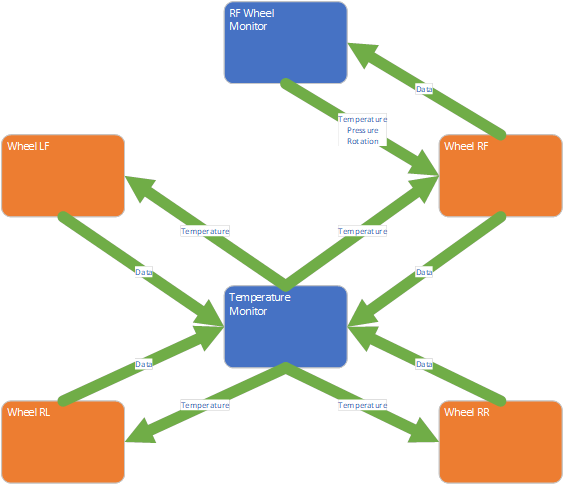 RF Wheel
Monitor
Data
Temperature
Pressure
Rotation
Wheel LF
Wheel RF
Temperature
Temperature
Data
Data
Temperature
Monitor
Data
Data
Temperature
Temperature
Wheel RL
Wheel RR